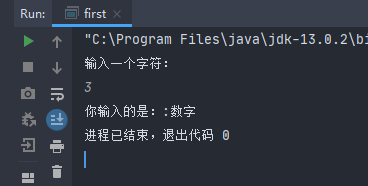 Run: first
"C:\Program Files\java\jdk-13.0.2\bi
输入一个字符:
3
你输入的是: :数字
进程已结束，退出代码 0